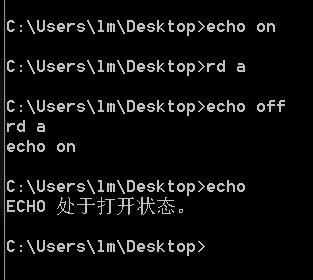 C:\Users\lm\Desktop>echo on
C:\Users\lm\Desktop>rd a
C:\Users\lm\Desktop>echo off
rd a
echo on
C:\Users\lm\Desktop>echo
ECHO 处于打开状态。
C:\Users\lm\Desktop>